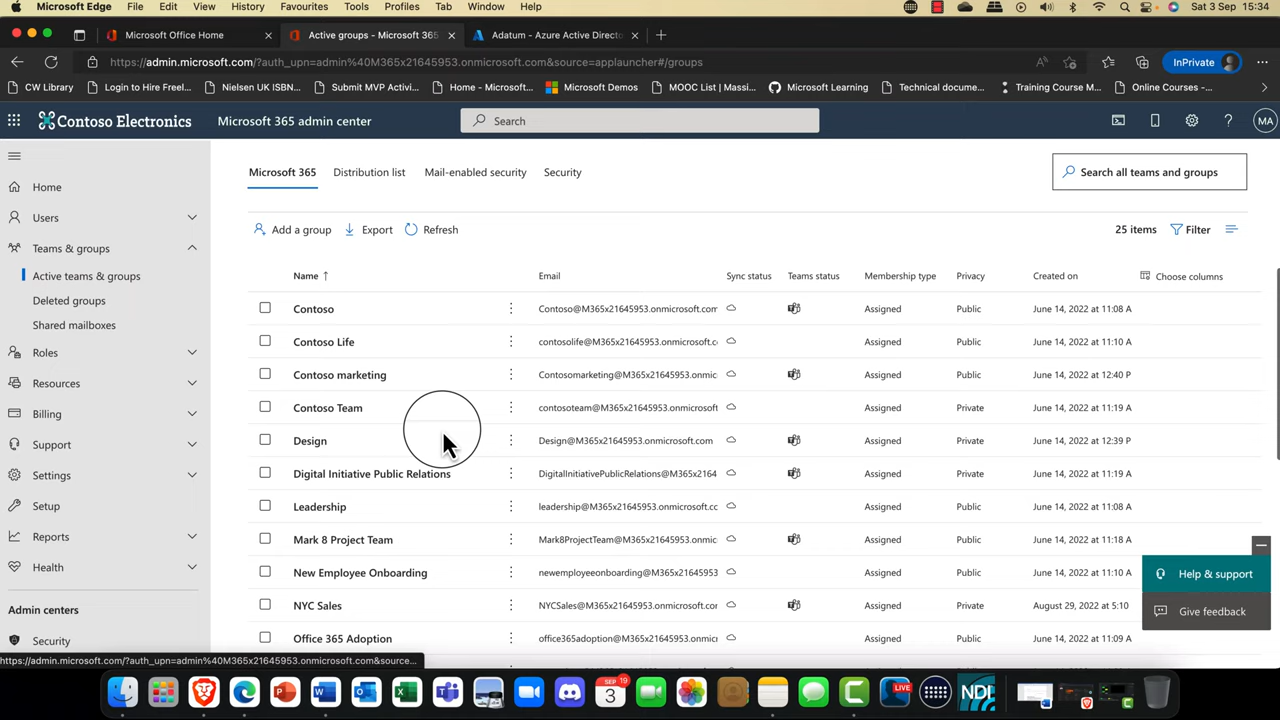 Microsoft Edge File Edit View History Favourites Tools Profiles Tab Window Help Sat 3 Sep 15:34
Microsoft Office Home Active groups - Microsoft 365 Adatum - Azure Active Directo
https://admin.microsoft.com/?auth_upn=admin%40M365x21645953.onmicrosoft.com&source=applauncher#/groups InPrivate
CW Library Login to Hire Freel... Nielsen UK ISBN... Submit MVP Activi... Home - Microsoft... Microsoft Demos MOOC List | Massi... Microsoft Learning Technical docume... Training Course M... Online Courses -...
Contoso Electronics Microsoft 365 admin center Search ? MA
Home
Users
Teams & groups
Active teams & groups
Deleted groups
Shared mailboxes
Roles
Resources
Billing
Support
Settings
Setup
Reports
Health
Admin centers
Security
Microsoft 365 Distribution list Mail-enabled security Security Search all teams and groups
Add a group Export Refresh 25 items Filter
Name ↑ Email Sync status Teams status Membership type Privacy Created on Choose columns
Contoso Contoso@M365x21645953.onmicrosoft.com Assigned Public June 14, 2022 at 11:08 A
Contoso Life contosolife@M365x21645953.onmicrosoft.c Assigned Public June 14, 2022 at 11:10 A
Contoso marketing Contosomarketing@M365x21645953.onmic Assigned Public June 14, 2022 at 12:40 P
Contoso Team contosoteam@M365x21645953.onmicrosoft Assigned Private June 14, 2022 at 11:19 A
Design Design@M365x21645953.onmicrosoft.com Assigned Private June 14, 2022 at 12:39 P
Digital Initiative Public Relations DigitalInitiativePublicRelations@M365x2164 Assigned Private June 14, 2022 at 11:19 A
Leadership leadership@M365x21645953.onmicrosoft.cc Assigned Public June 14, 2022 at 11:08 A
Mark 8 Project Team Mark8ProjectTeam@M365x21645953.onmicr Assigned Public June 14, 2022 at 11:18 A
New Employee Onboarding newemployeeonboarding@M365x21645953 Assigned Public June 14, 2022 at 11:10 A
NYC Sales NYCSales@M365x21645953.onmicrosoft.com Assigned Private August 29, 2022 at 5:10
Office 365 Adoption office365adoption@M365x21645953.onmicr Assigned Public June 14, 2022 at 11:09 A
Help & support
Give feedback
https://admin.microsoft.com/?auth_upn=admin%40M365x21645953.onmicrosoft.com&source...
SEP 19
3
LIVE
NDI